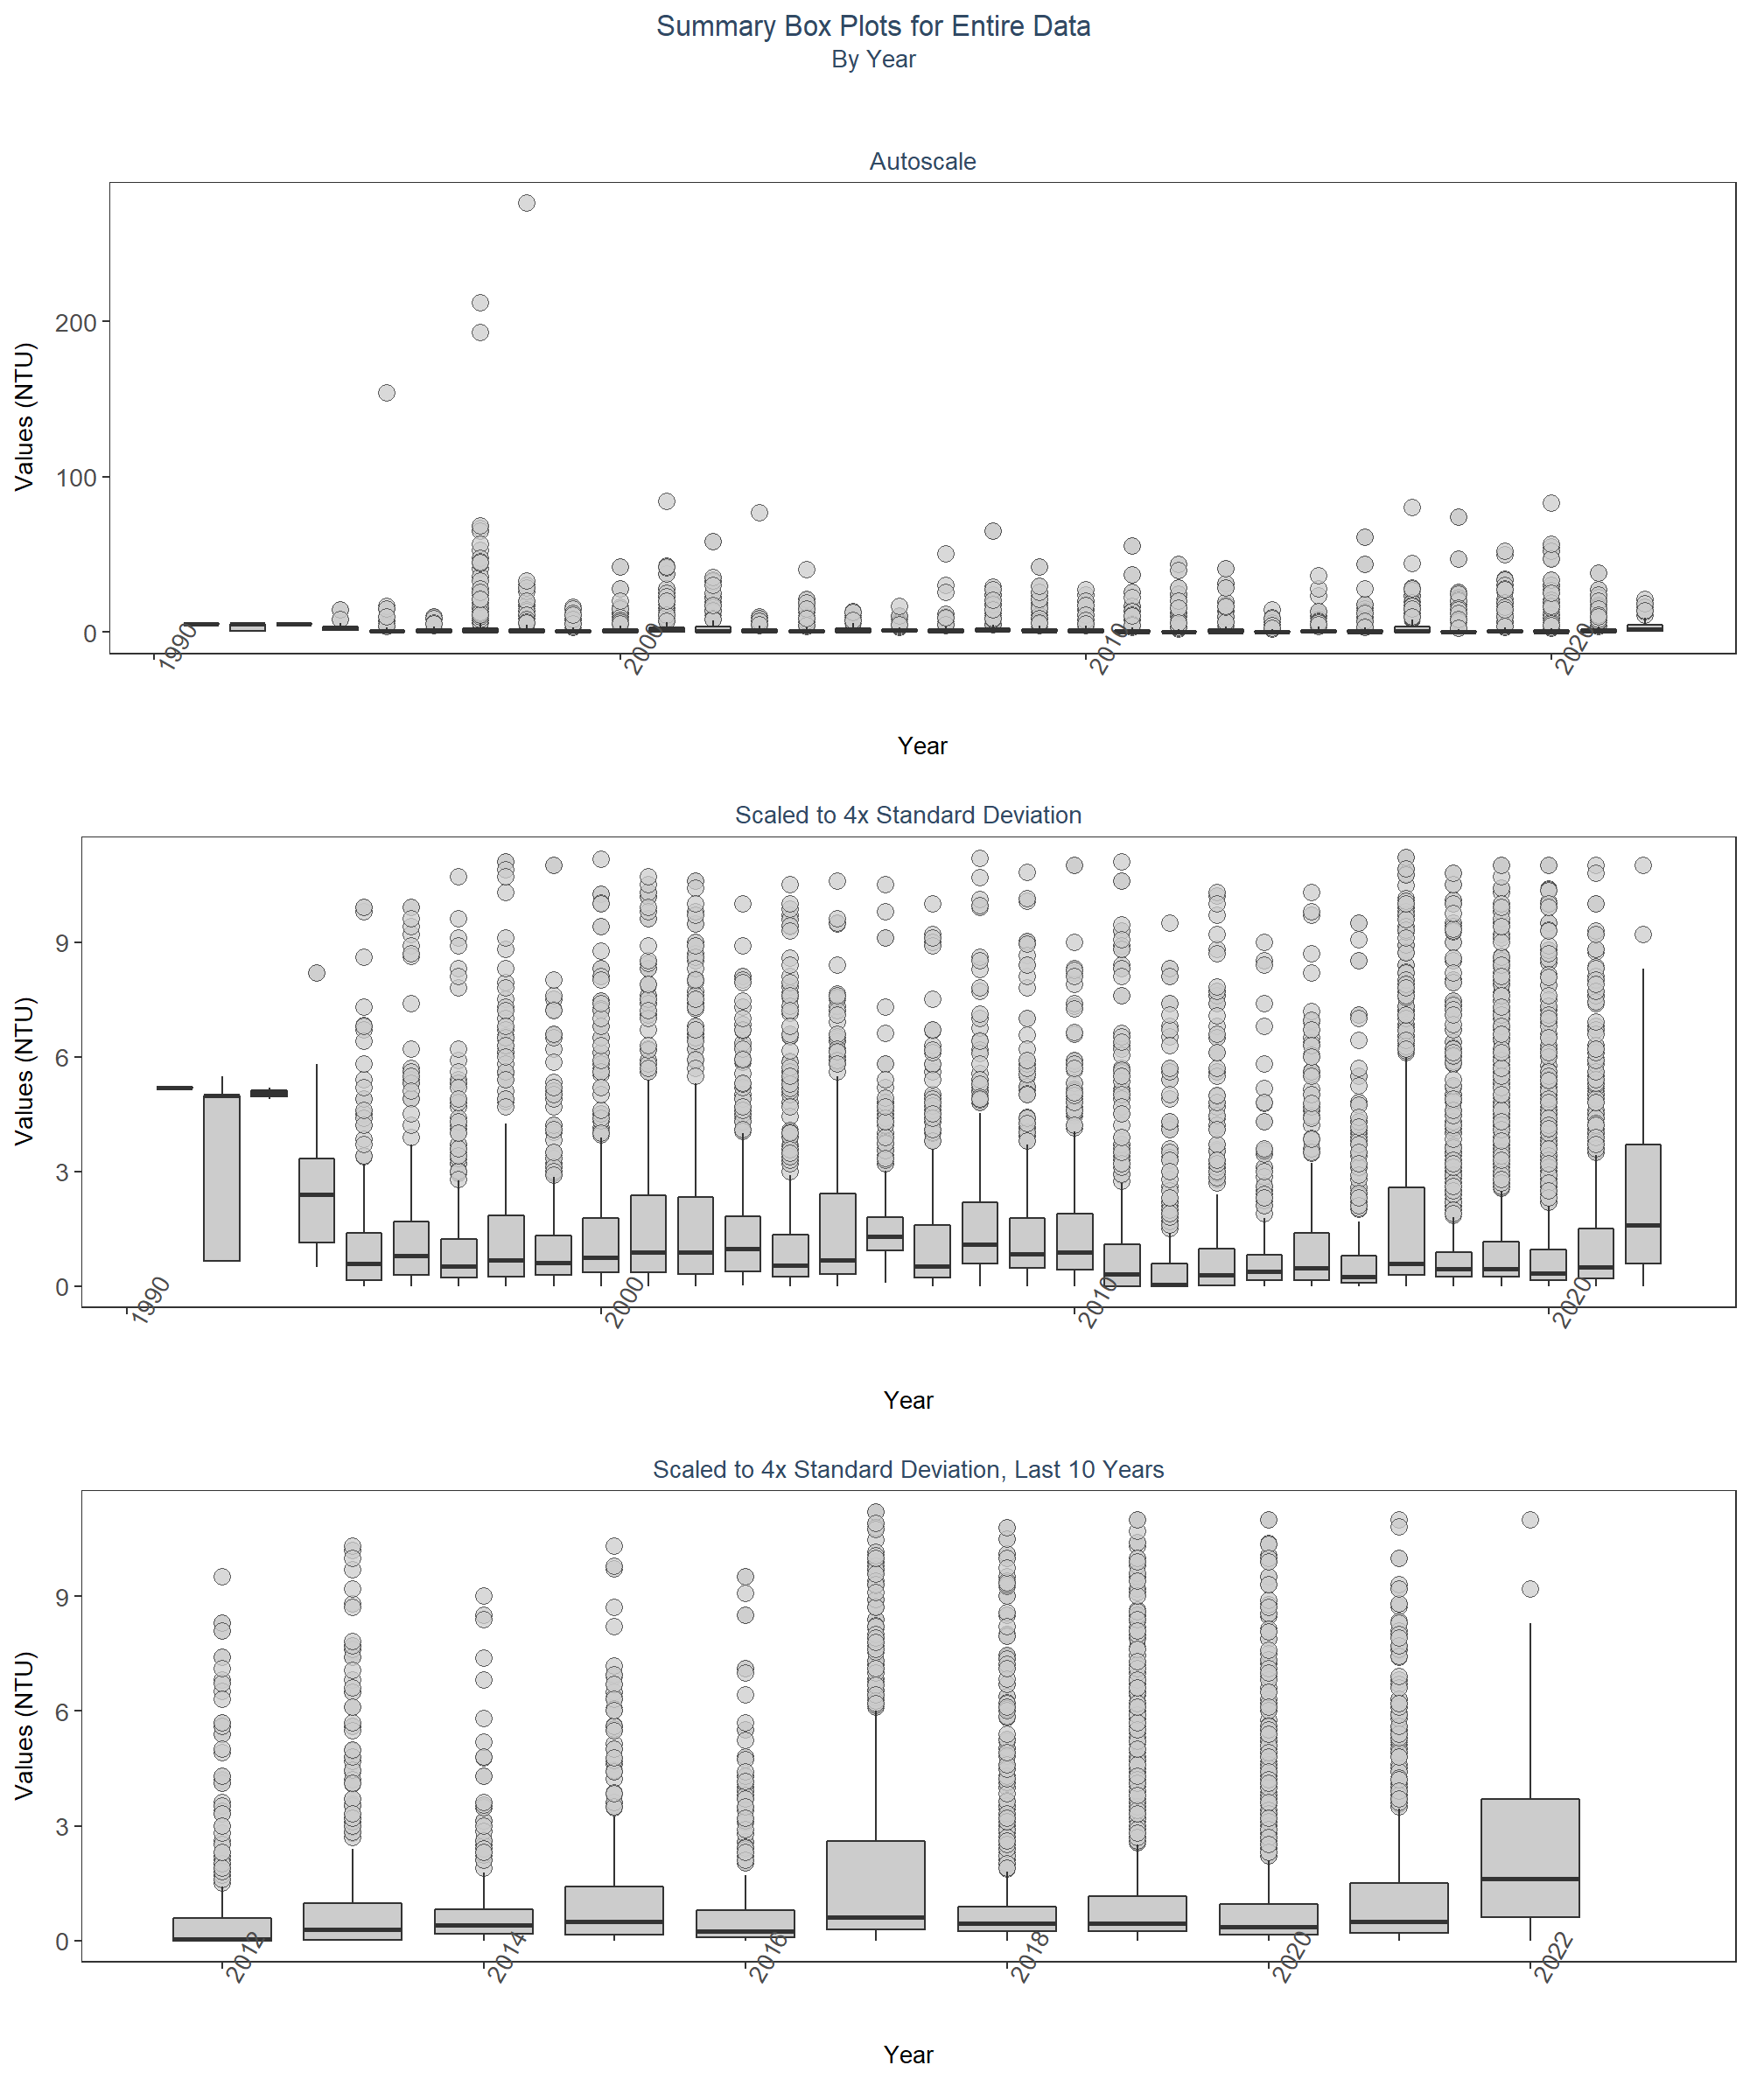 Summary Box Plots for Entire Data
By Year
Autoscale
Values (NTU)
200
100
0
1990
2000
2010
2020
Year
Scaled to 4x Standard Deviation
Values (NTU)
9
6
3
0
1990
2000
2010
2020
Year
Scaled to 4x Standard Deviation, Last 10 Years
Values (NTU)
9
6
3
0
2012
2014
2016
2018
2020
2022
Year